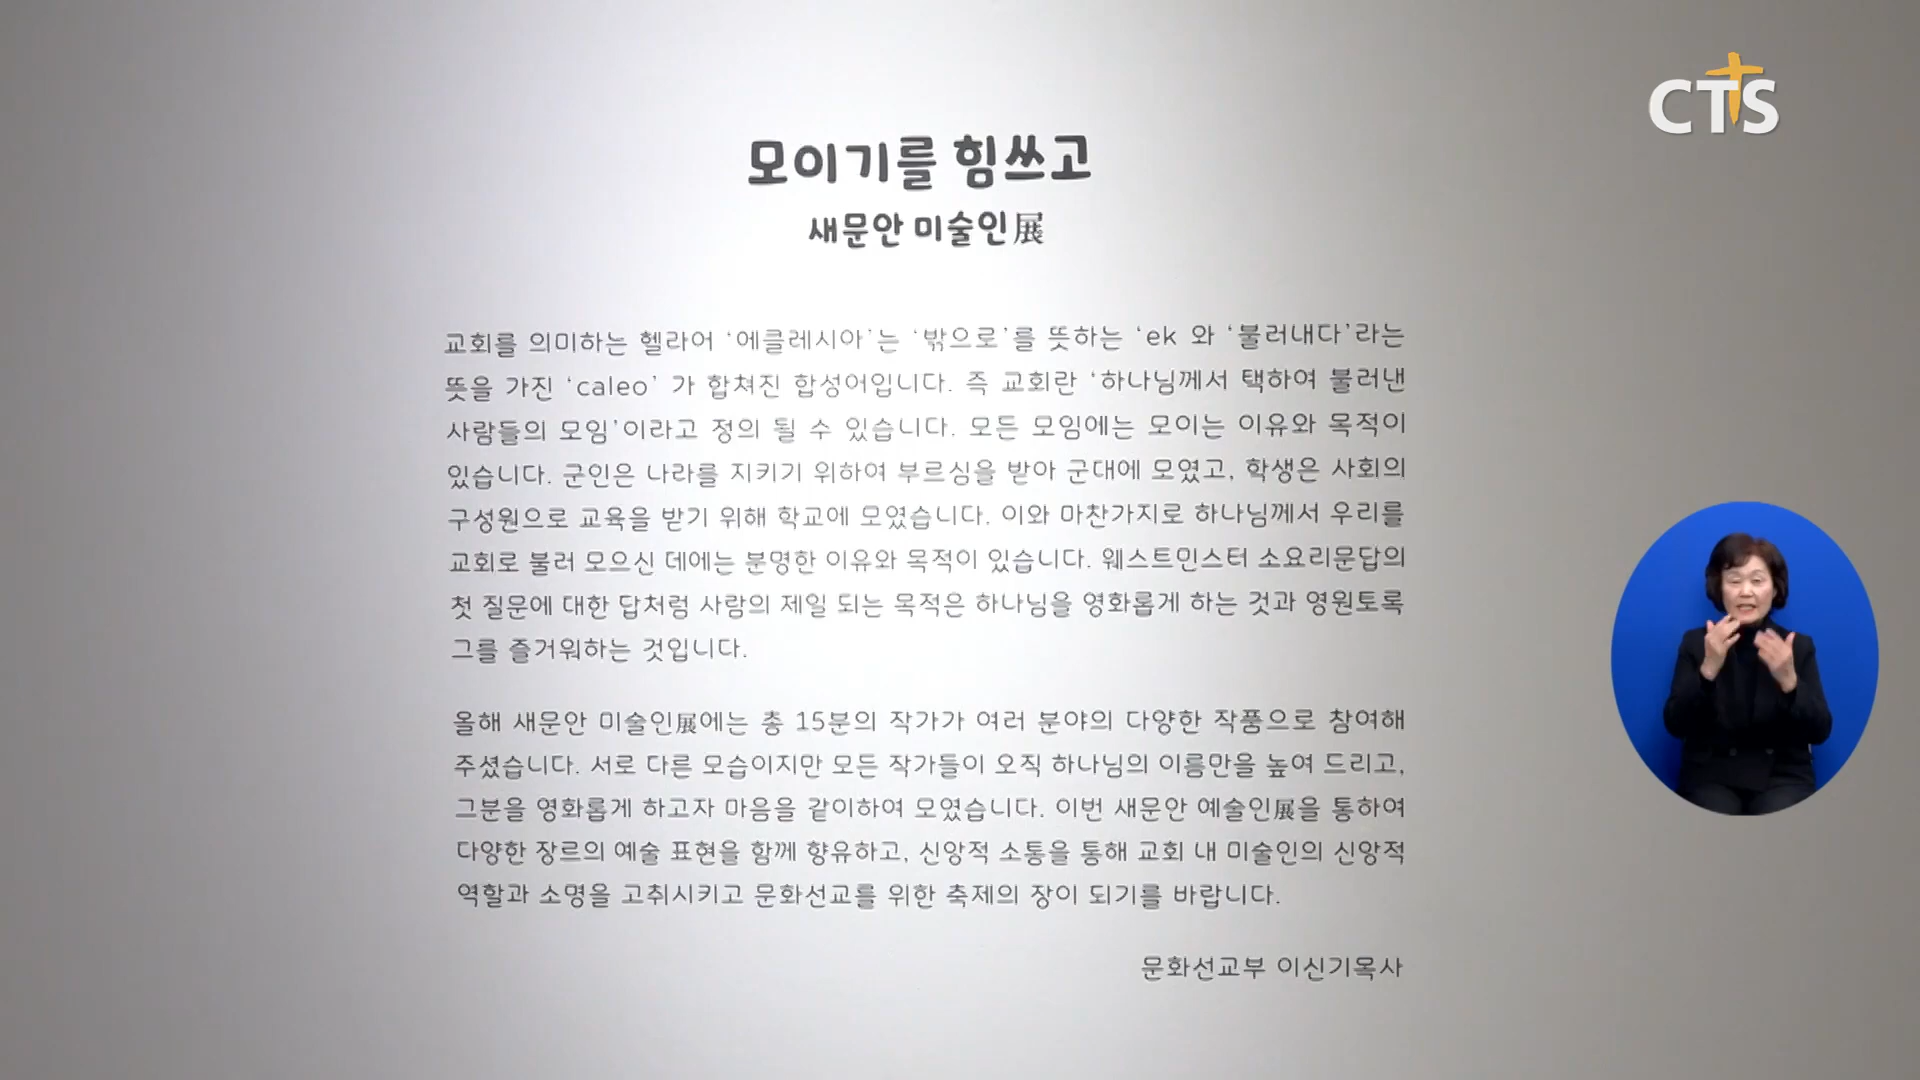 CTS
모이기를 힘쓰고
새문안 미술인展
교회를 의미하는 헬라어 ‘에클레시아’는 ‘밖으로’를 뜻하는 ‘ek 와 ‘불러내다’라는
뜻을 가진 ‘caleo’ 가 합쳐진 합성어입니다. 즉 교회란 ‘하나님께서 택하여 불러낸
사람들의 모임’이라고 정의 될 수 있습니다. 모든 모임에는 모이는 이유와 목적이
있습니다. 군인은 나라를 지키기 위하여 부르심을 받아 군대에 모였고, 학생은 사회의
구성원으로 교육을 받기 위해 학교에 모였습니다. 이와 마찬가지로 하나님께서 우리를
교회로 불러 모으신 데에는 분명한 이유와 목적이 있습니다. 웨스트민스터 소요리문답의
첫 질문에 대한 답처럼 사람의 제일 되는 목적은 하나님을 영화롭게 하는 것과 영원토록
그를 즐거워하는 것입니다.
올해 새문안 미술인展에는 총 15분의 작가가 여러 분야의 다양한 작품으로 참여해
주셨습니다. 서로 다른 모습이지만 모든 작가들이 오직 하나님의 이름만을 높여 드리고,
그분을 영화롭게 하고자 마음을 같이하여 모였습니다. 이번 새문안 예술인展을 통하여
다양한 장르의 예술 표현을 함께 향유하고, 신앙적 소통을 통해 교회 내 미술인의 신앙적
역할과 소명을 고취시키고 문화선교를 위한 축제의 장이 되기를 바랍니다.
문화선교부 이신기목사